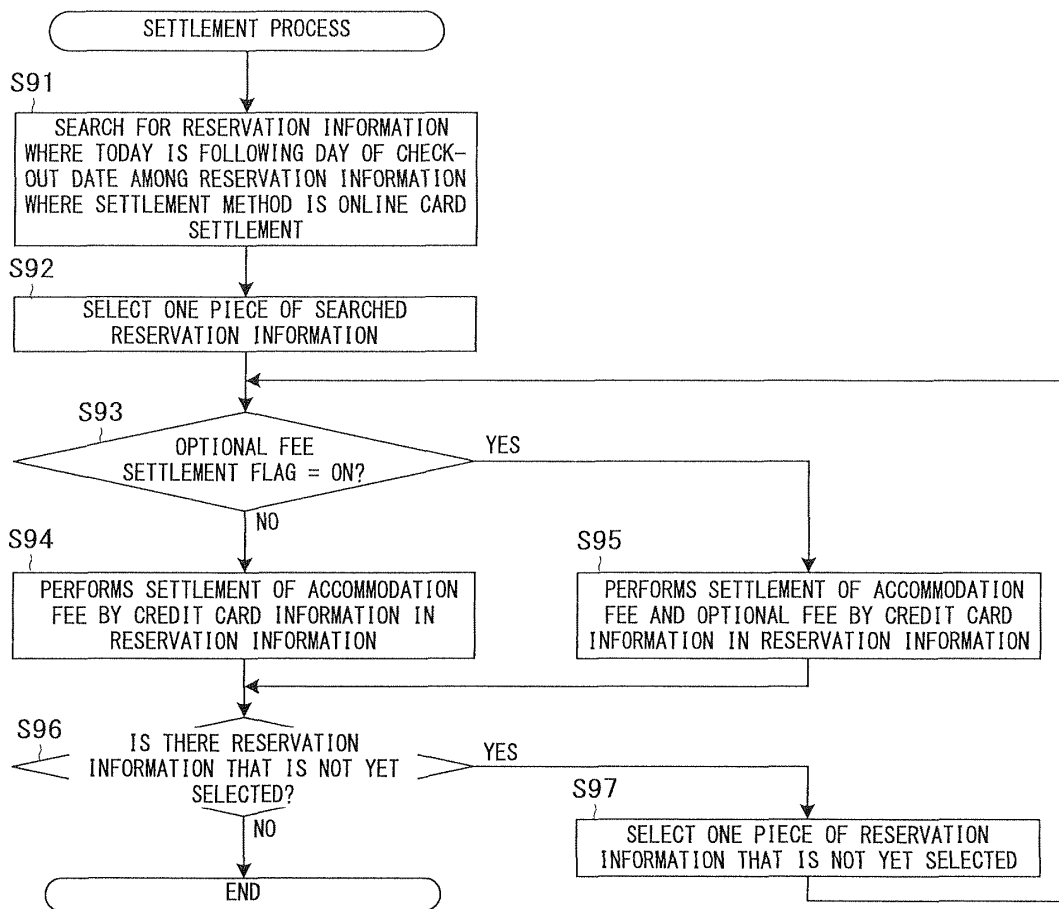 SETTLEMENT PROCESS
S91
SEARCH FOR RESERVATION INFORMATION
WHERE TODAY IS FOLLOWING DAY OF CHECK-
OUT DATE AMONG RESERVATION INFORMATION
WHERE SETTLEMENT METHOD IS ONLINE CARD
SETTLEMENT
S92
SELECT ONE PIECE OF SEARCHED
RESERVATION INFORMATION
S93
OPTIONAL FEE
SETTLEMENT FLAG = ON?
YES
NO
S94
PERFORMS SETTLEMENT OF ACCOMMODATION
FEE BY CREDIT CARD INFORMATION IN
RESERVATION INFORMATION
S95
PERFORMS SETTLEMENT OF ACCOMMODATION
FEE AND OPTIONAL FEE BY CREDIT CARD
INFORMATION IN RESERVATION INFORMATION
S96
IS THERE RESERVATION
INFORMATION THAT IS NOT YET
SELECTED?
YES
NO
S97
SELECT ONE PIECE OF RESERVATION
INFORMATION THAT IS NOT YET SELECTED
END